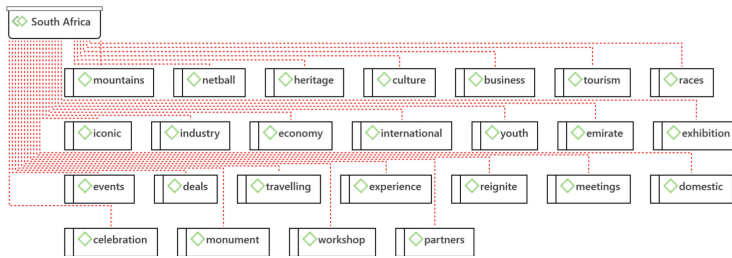 South Africa
mountains netball heritage culture business tourism races
iconic industry economy international youth emirate exhibition
events deals travelling experience reignite meetings domestic
celebration monument workshop partners